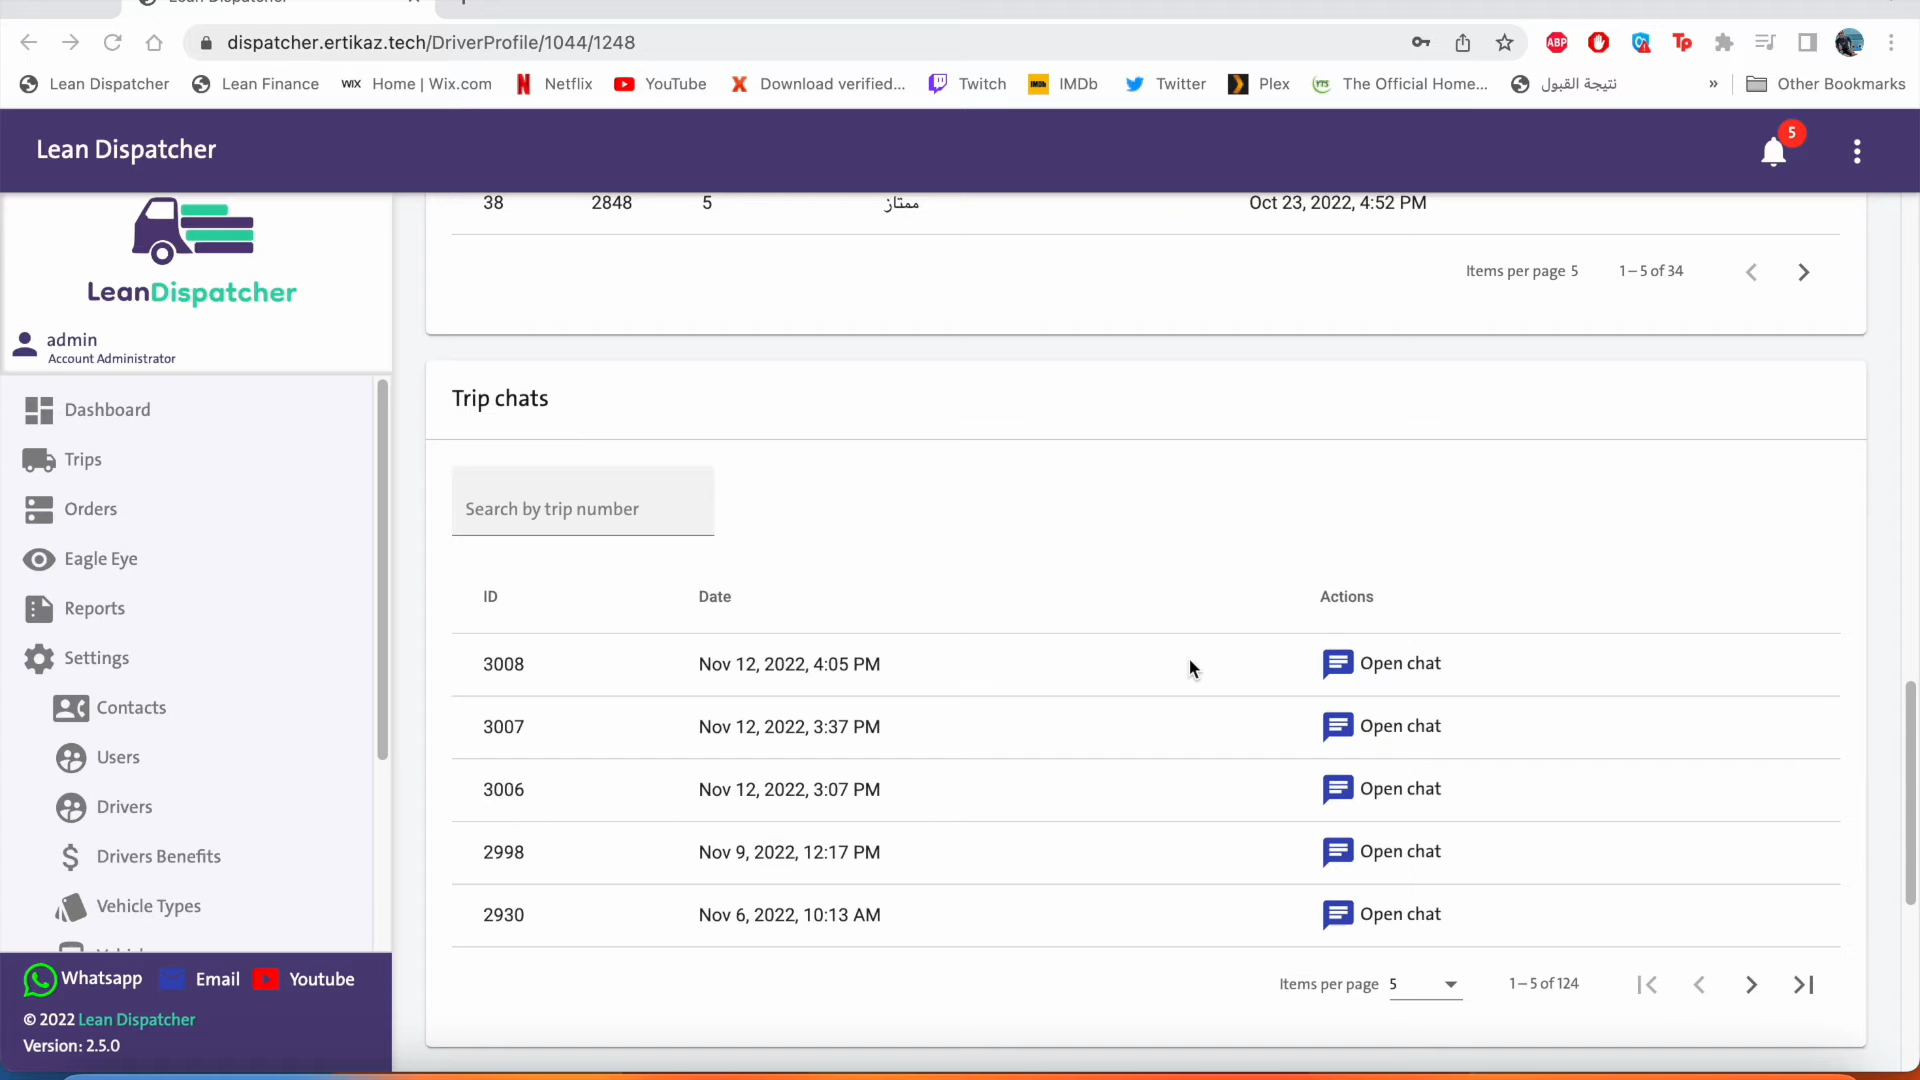 dispatcher.ertikaz.tech/DriverProfile/1044/1248
ABP
Tp
Lean Dispatcher
Lean Finance
WIX Home | Wix.com
N Netflix
YouTube
X Download verified...
Twitch
IMDb IMDb
Twitter
Plex
YTS The Official Home...
نتيجة القبول
»
Other Bookmarks
Lean Dispatcher
5
LeanDispatcher
admin
Account Administrator
Dashboard
Trips
Orders
Eagle Eye
Reports
Settings
Contacts
Users
Drivers
Drivers Benefits
Vehicle Types
Whatsapp Email Youtube
© 2022 Lean Dispatcher
Version: 2.5.0
38 2848 5 ممتاز Oct 23, 2022, 4:52 PM
Items per page 5 1 – 5 of 34
Trip chats
Search by trip number
ID Date Actions
3008 Nov 12, 2022, 4:05 PM Open chat
3007 Nov 12, 2022, 3:37 PM Open chat
3006 Nov 12, 2022, 3:07 PM Open chat
2998 Nov 9, 2022, 12:17 PM Open chat
2930 Nov 6, 2022, 10:13 AM Open chat
Items per page 5 1 – 5 of 124